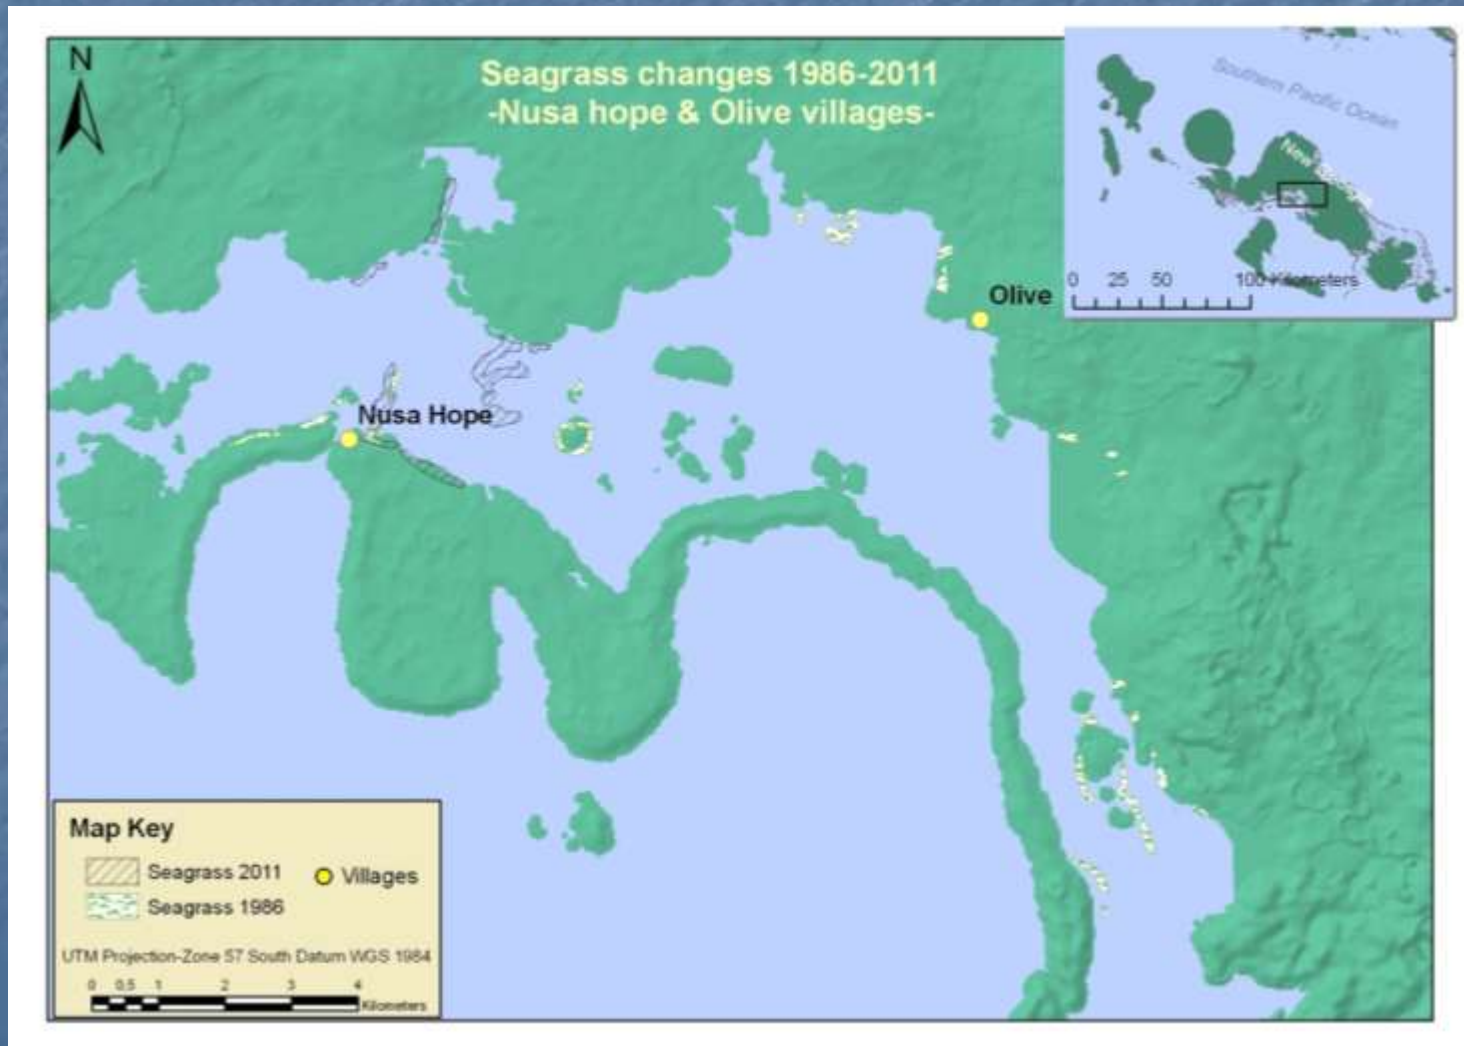 N
Seagrass changes 1986-2011
-Nusa hope & Olive villages-
Southern Pacific Ocean
New
0 25 50 100 Kilometers
Olive
Nusa Hope
Map Key
Seagrass 2011
Villages
Seagrass 1986
UTM Projection-Zone 57 South Datum WGS 1984
0 0.5 1 2 3 4
Kilometers